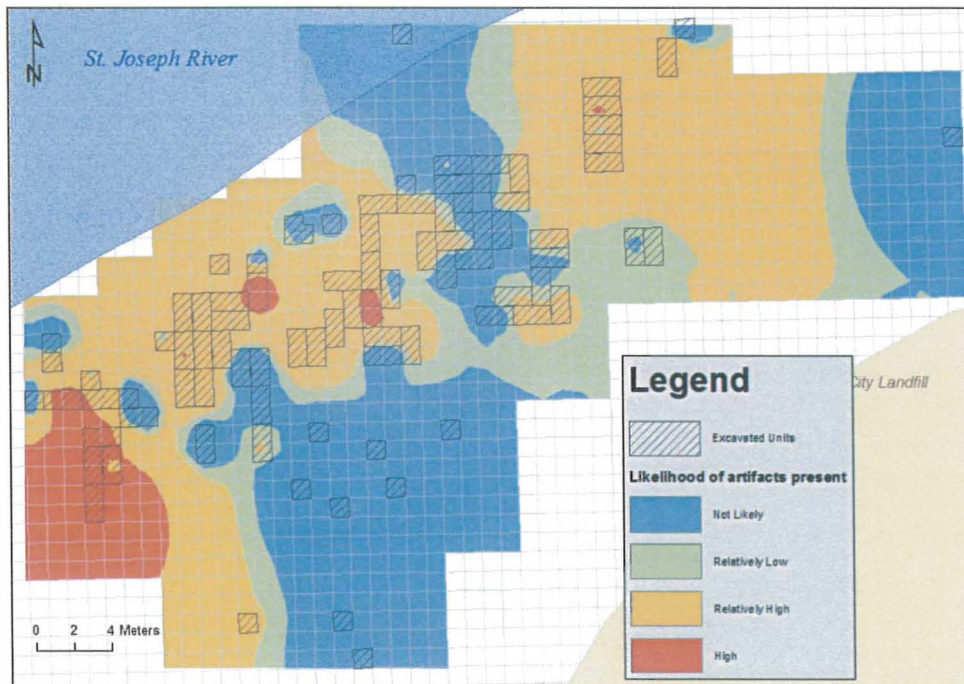 N
St. Joseph River
City Landfill
Legend
Excavated Units
Likelihood of artifacts present
Not Likely
Relatively Low
Relatively High
High
0 2 4 Meters